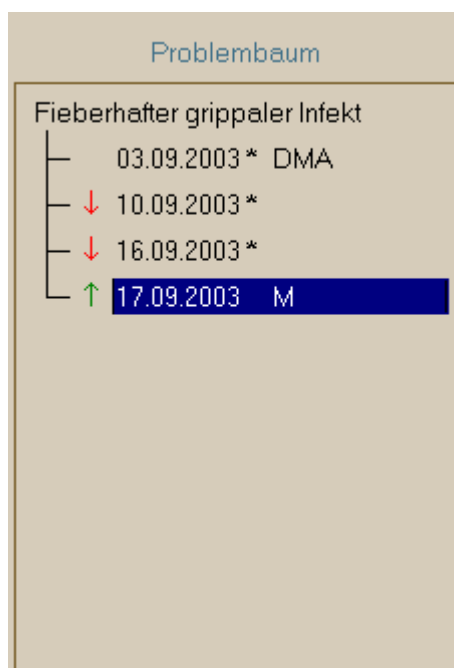 Problembaum
Fieberhafter grippaler Infekt
03.09.2003 * DMA
↓ 10.09.2003 *
↓ 16.09.2003 *
↑ 17.09.2003 M